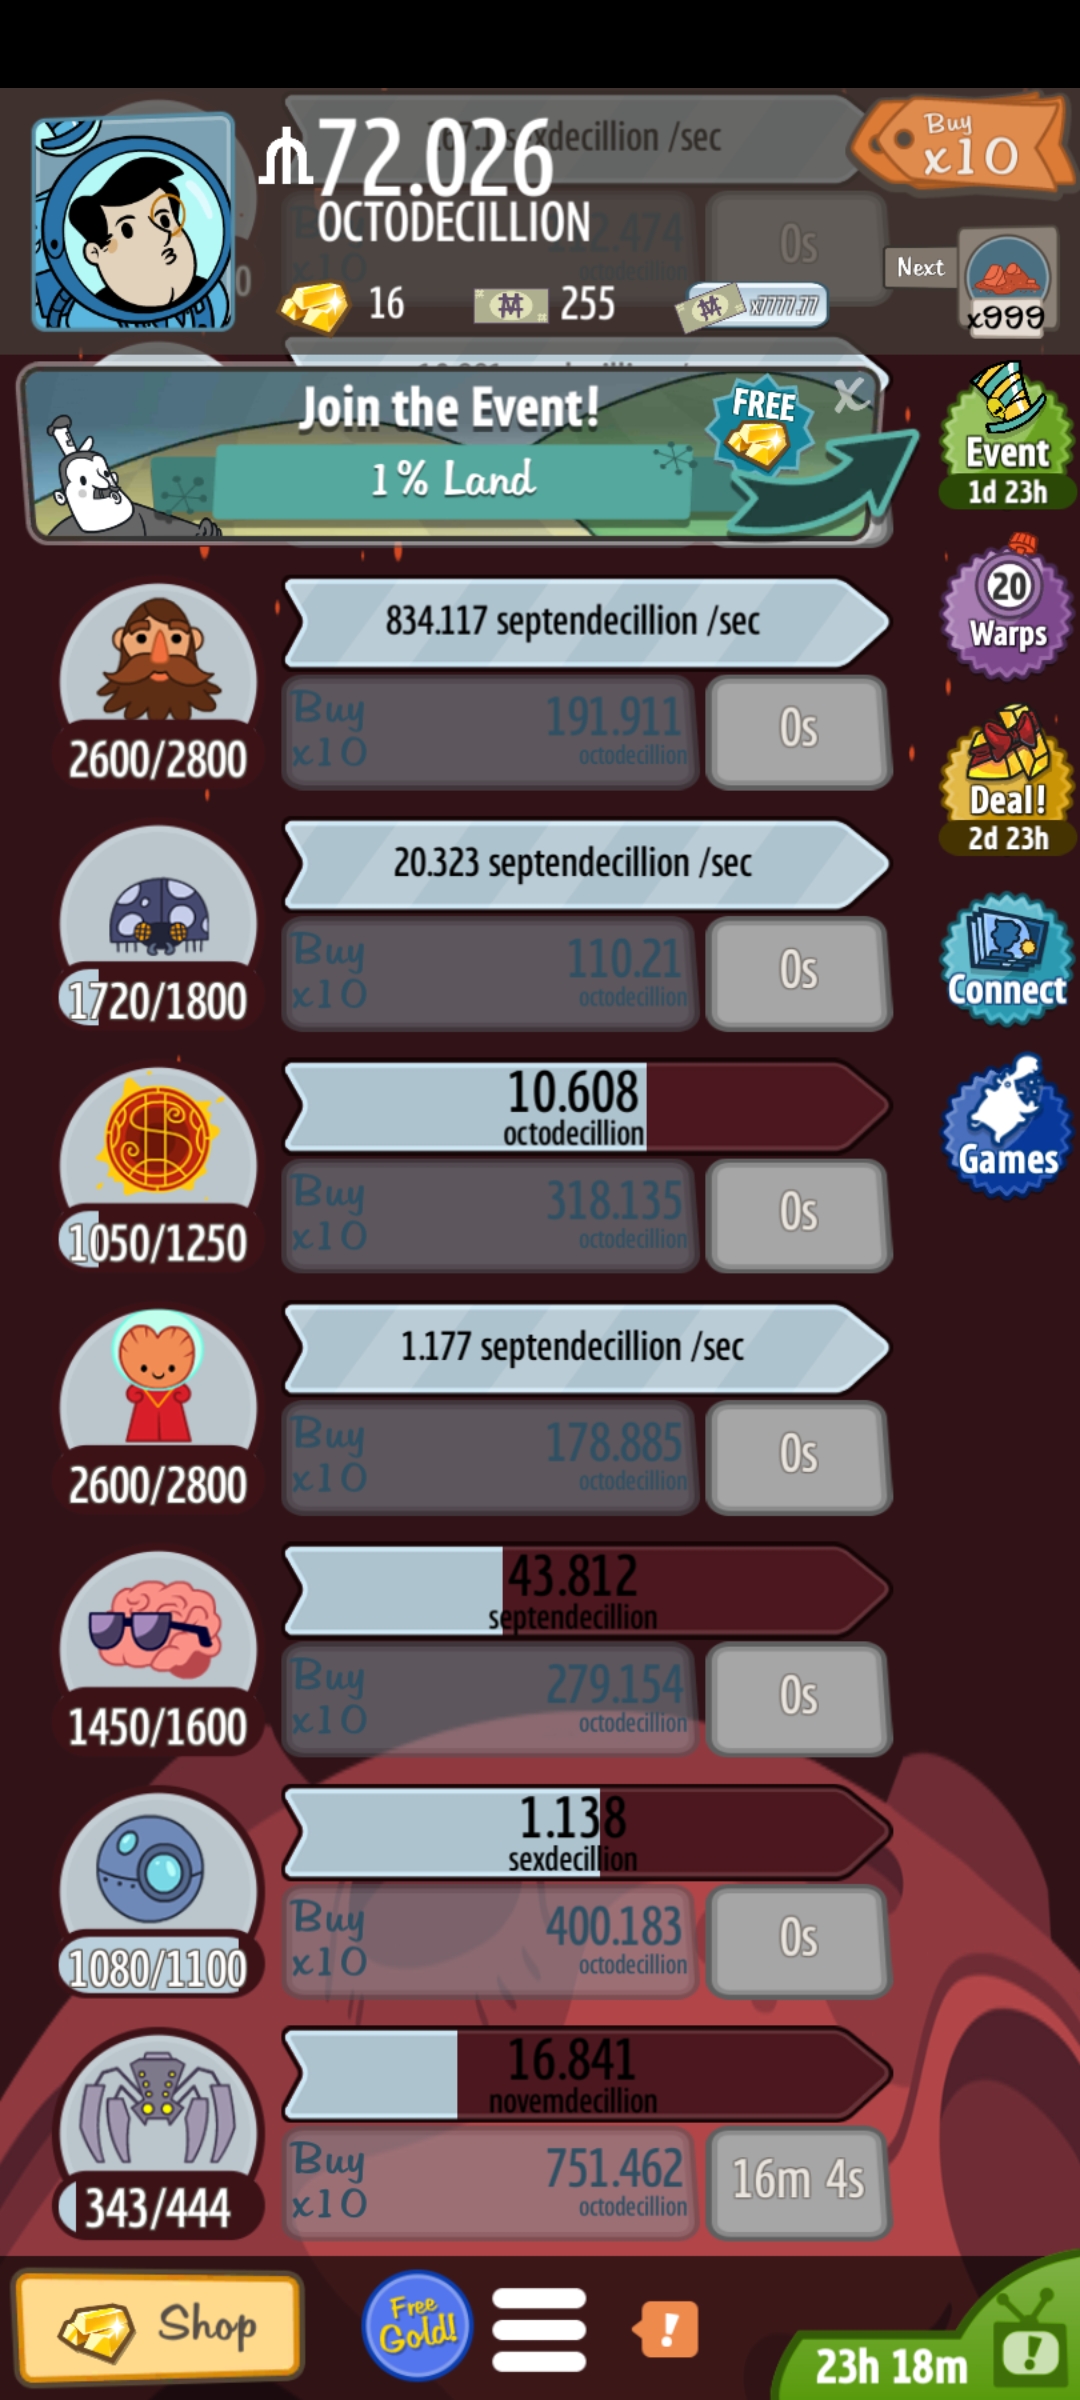 72.026
OCTODECILLION
Buy
x10
16
255
x7777.77
Next
x999
0s
Join the Event!
1% Land
FREE
X
Event
1d 23h
834.117 septendecillion /sec
Buy
x10
191.911
octodecillion
0s
2600/2800
20
Warps
Deal!
2d 23h
20.323 septendecillion /sec
Buy
x10
110.21
octodecillion
0s
1720/1800
Connect
10.608
octodecillion
Buy
x10
318.135
octodecillion
0s
1050/1250
Games
1.177 septendecillion /sec
Buy
x10
178.885
octodecillion
0s
2600/2800
43.812
septendecillion
Buy
x10
279.154
octodecillion
0s
1450/1600
1.138
sexdecillion
Buy
x10
400.183
octodecillion
0s
1080/1100
16.841
novemdecillion
Buy
x10
751.462
octodecillion
16m 4s
343/444
Shop
Free
Gold!
!
23h 18m
!